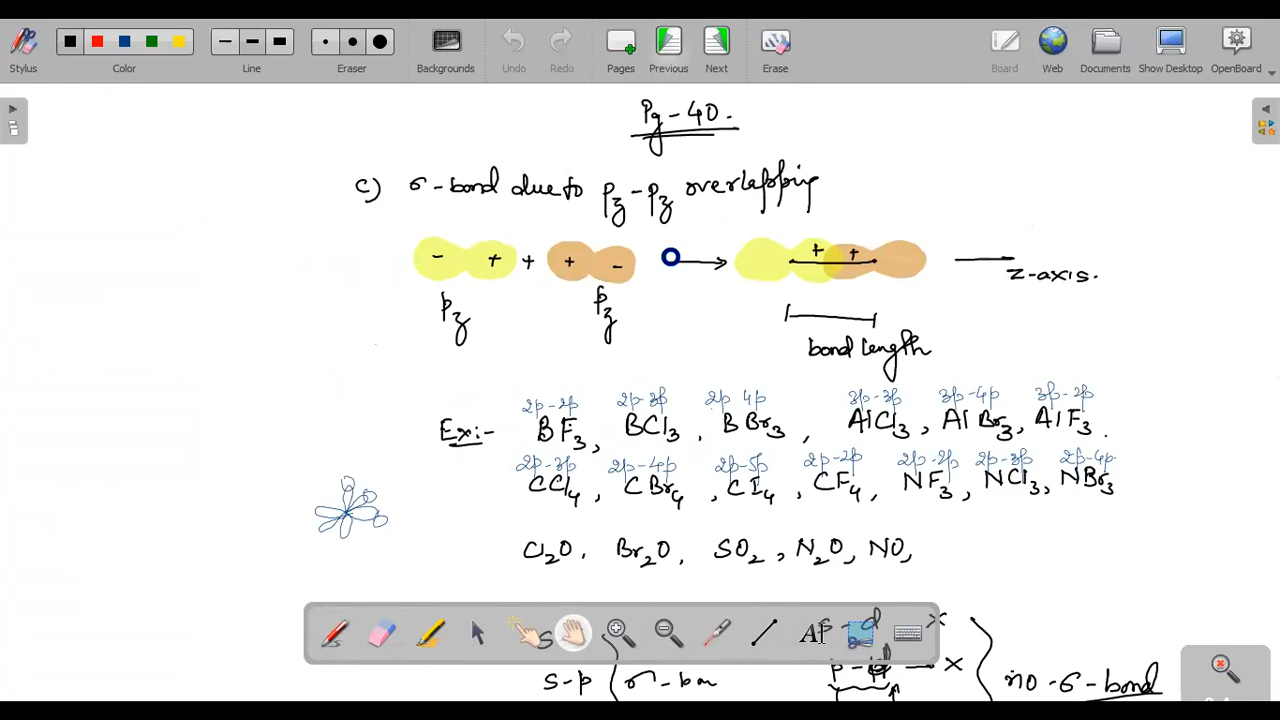 Stylus Color Line Eraser Backgrounds Undo Redo Pages Previous Next Erase Board Web Documents Show Desktop OpenBoard
Pg - 40.
c) σ - bond due to pz - pz overlapping
- + + + - + + z-axis.
pz pz
bond length
2p-2p 2p-3p 2p 4p 3p-3p 3p-4p 3p-2p
Ex:- BF3, BCl3, BBr3, AlCl3, AlBr3, AlF3.
2p-3p 2p-4p 2p-5p 2p-2p 2p-2p 2p-3p 2p-4p.
CCl4, CBr4, CI4, CF4, NF3, NCl3, NBr3
Cl2O, Br2O, SO2, N2O, NO,
S - d x
p - d → x
s-p σ-bon no -σ-bond